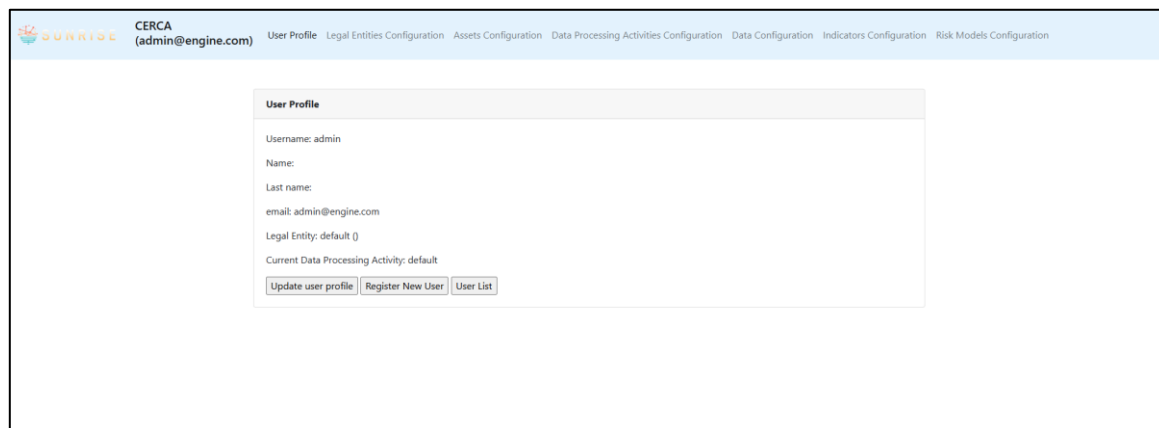 SUNRISE
CERCA
(admin@engine.com)
User Profile Legal Entities Configuration Assets Configuration Data Processing Activities Configuration Data Configuration Indicators Configuration Risk Models Configuration
User Profile
Username: admin
Name:
Last name:
email: admin@engine.com
Legal Entity: default ()
Current Data Processing Activity: default
Update user profile Register New User User List